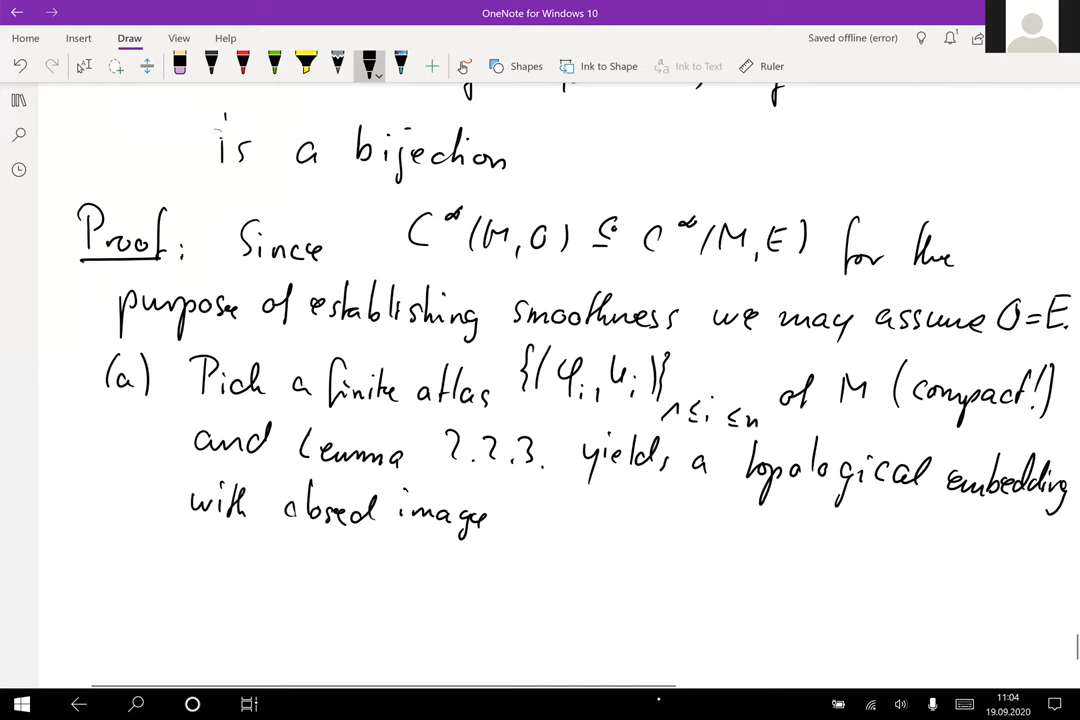 OneNote for Windows 10
Home Insert Draw View Help Saved offline (error)
Shapes Ink to Shape Ink to Text Ruler
is a bijection
Proof: Since C^∞(M,O) ⊆ C^∞(M,E) for the
purpose of establishing smoothness we may assume O=E.
(a) Pick a finite atlas {(φ_i, U_i)}_{1≤i≤n} of M (compact!)
and Lemma 2.2.3. yields a topological embedding
with closed image
11:04
19.09.2020